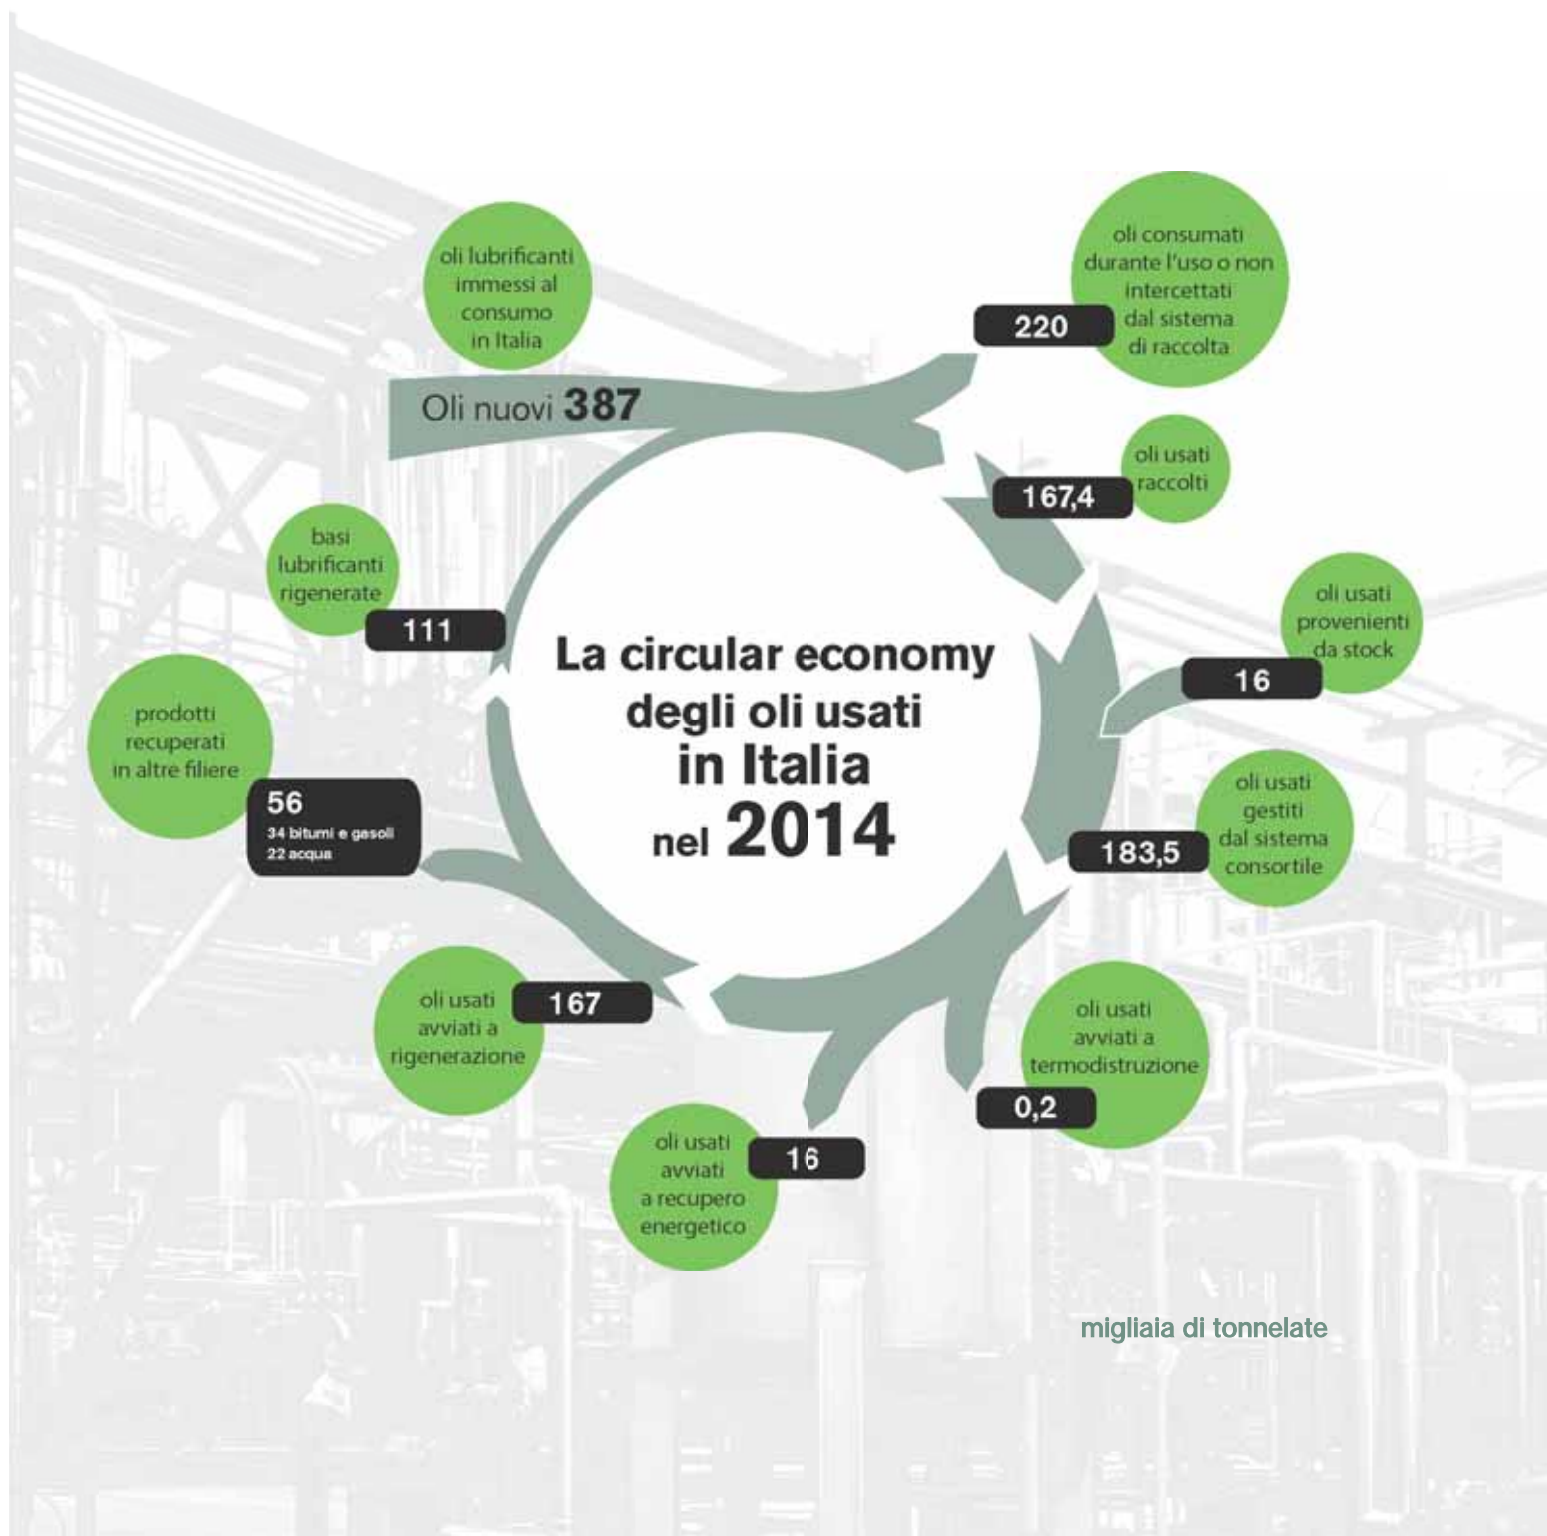 oli lubrificanti
immessi al
consumo
in Italia
Oli nuovi 387
oli consumati
durante l'uso o non
intercettati
dal sistema
di raccolta
220
oli usati
raccolti
167,4
oli usati
provenienti
da stock
16
oli usati
gestiti
dal sistema
consortile
183,5
oli usati
avviati a
termodistruzione
0,2
oli usati
avviati
a recupero
energetico
16
oli usati
avviati a
rigenerazione
167
prodotti
recuperati
in altre filiere
56
34 bitumi e gasoli
22 acqua
basi
lubrificanti
rigenerate
111
La circular economy
degli oli usati
in Italia
nel 2014
migliaia di tonnelate